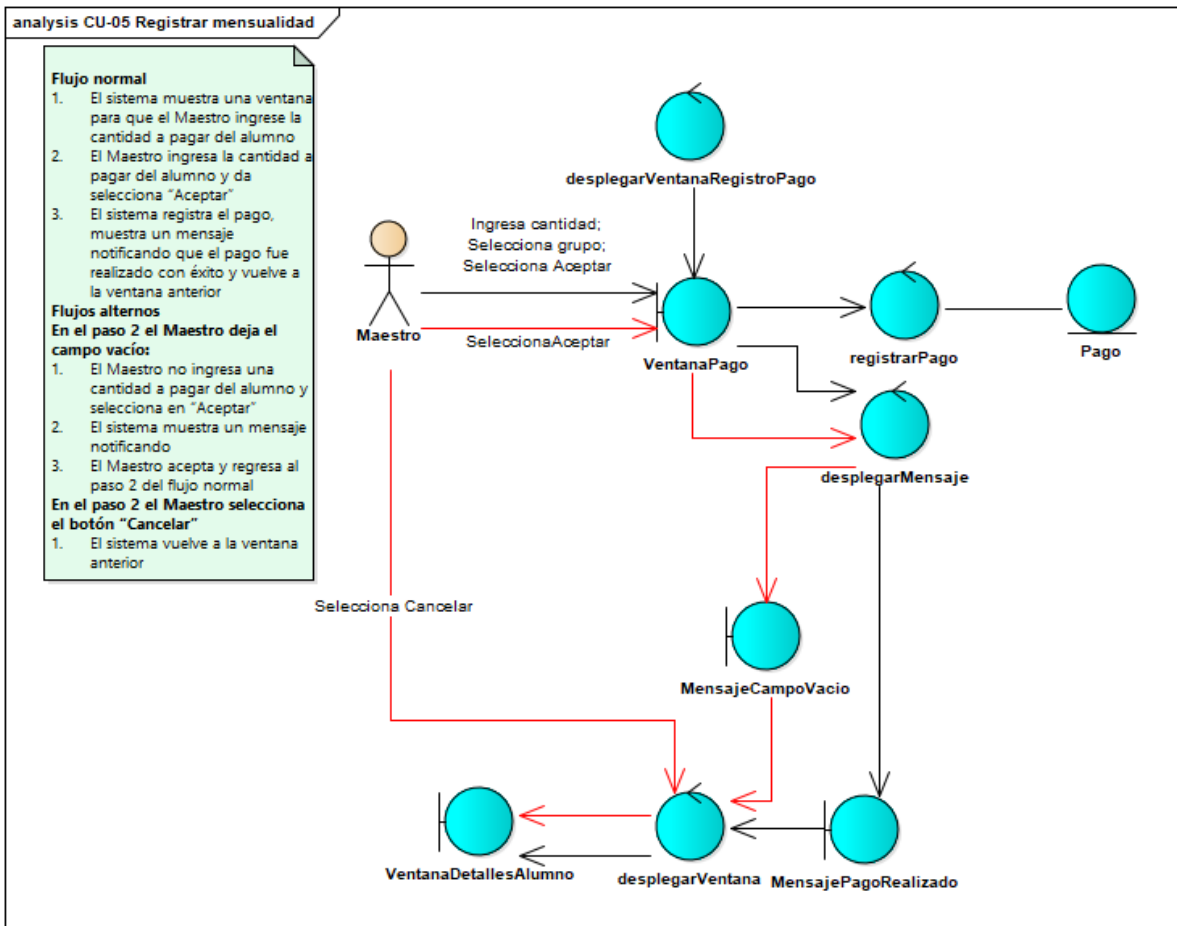 analysis CU-05 Registrar mensualidad
Flujo normal
1. El sistema muestra una ventana
para que el Maestro ingrese la
cantidad a pagar del alumno
2. El Maestro ingresa la cantidad a
pagar del alumno y da
selecciona “Aceptar”
3. El sistema registra el pago,
muestra un mensaje
notificando que el pago fue
realizado con éxito y vuelve a
la ventana anterior
Flujos alternos
En el paso 2 el Maestro deja el
campo vacío:
1. El Maestro no ingresa una
cantidad a pagar del alumno y
selecciona en “Aceptar”
2. El sistema muestra un mensaje
notificando
3. El Maestro acepta y regresa al
paso 2 del flujo normal
En el paso 2 el Maestro selecciona
el botón “Cancelar”
1. El sistema vuelve a la ventana
anterior
desplegarVentanaRegistroPago
Ingresa cantidad;
Selecciona grupo;
Selecciona Aceptar
Maestro
SeleccionaAceptar
VentanaPago
registrarPago
Pago
desplegarMensaje
Selecciona Cancelar
MensajeCampoVacio
VentanaDetallesAlumno
desplegarVentana
MensajePagoRealizado